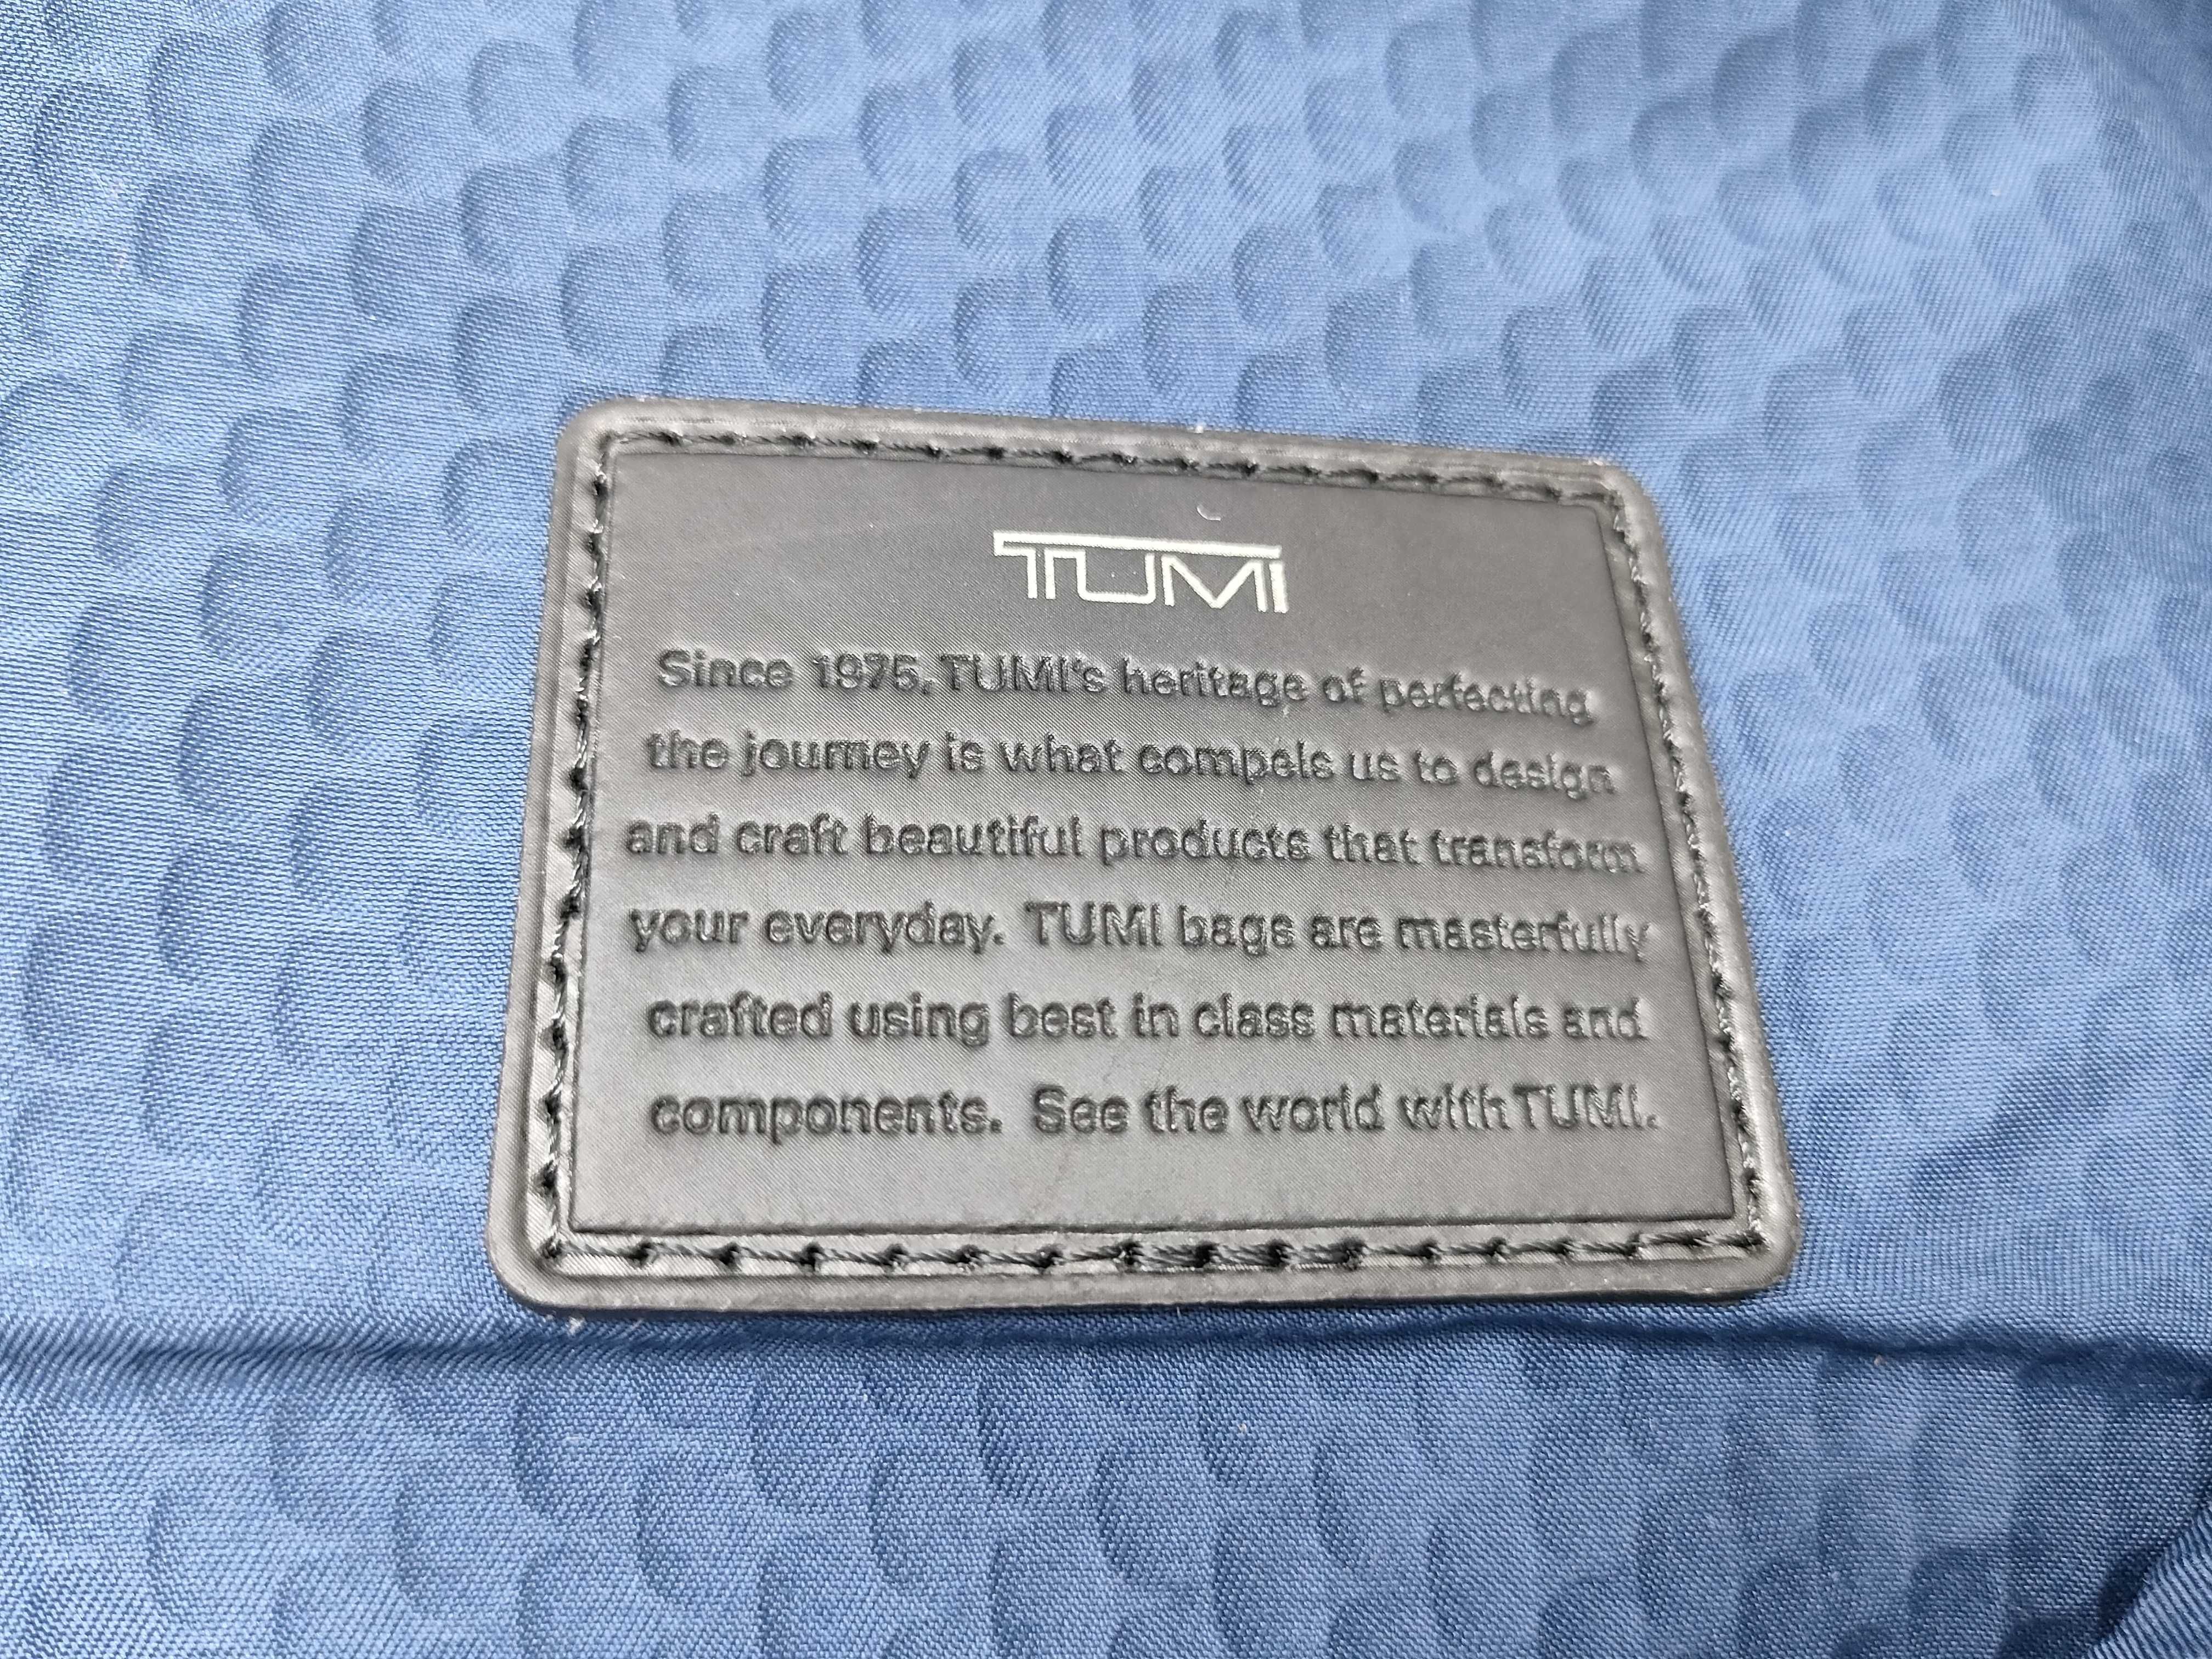 TUMI
Since 1975, TUMI's heritage of perfecting
the journey is what compels us to design
and craft beautiful products that transform
your everyday. TUMI bags are masterfully
crafted using best in class materials and
components. See the world with TUMI.